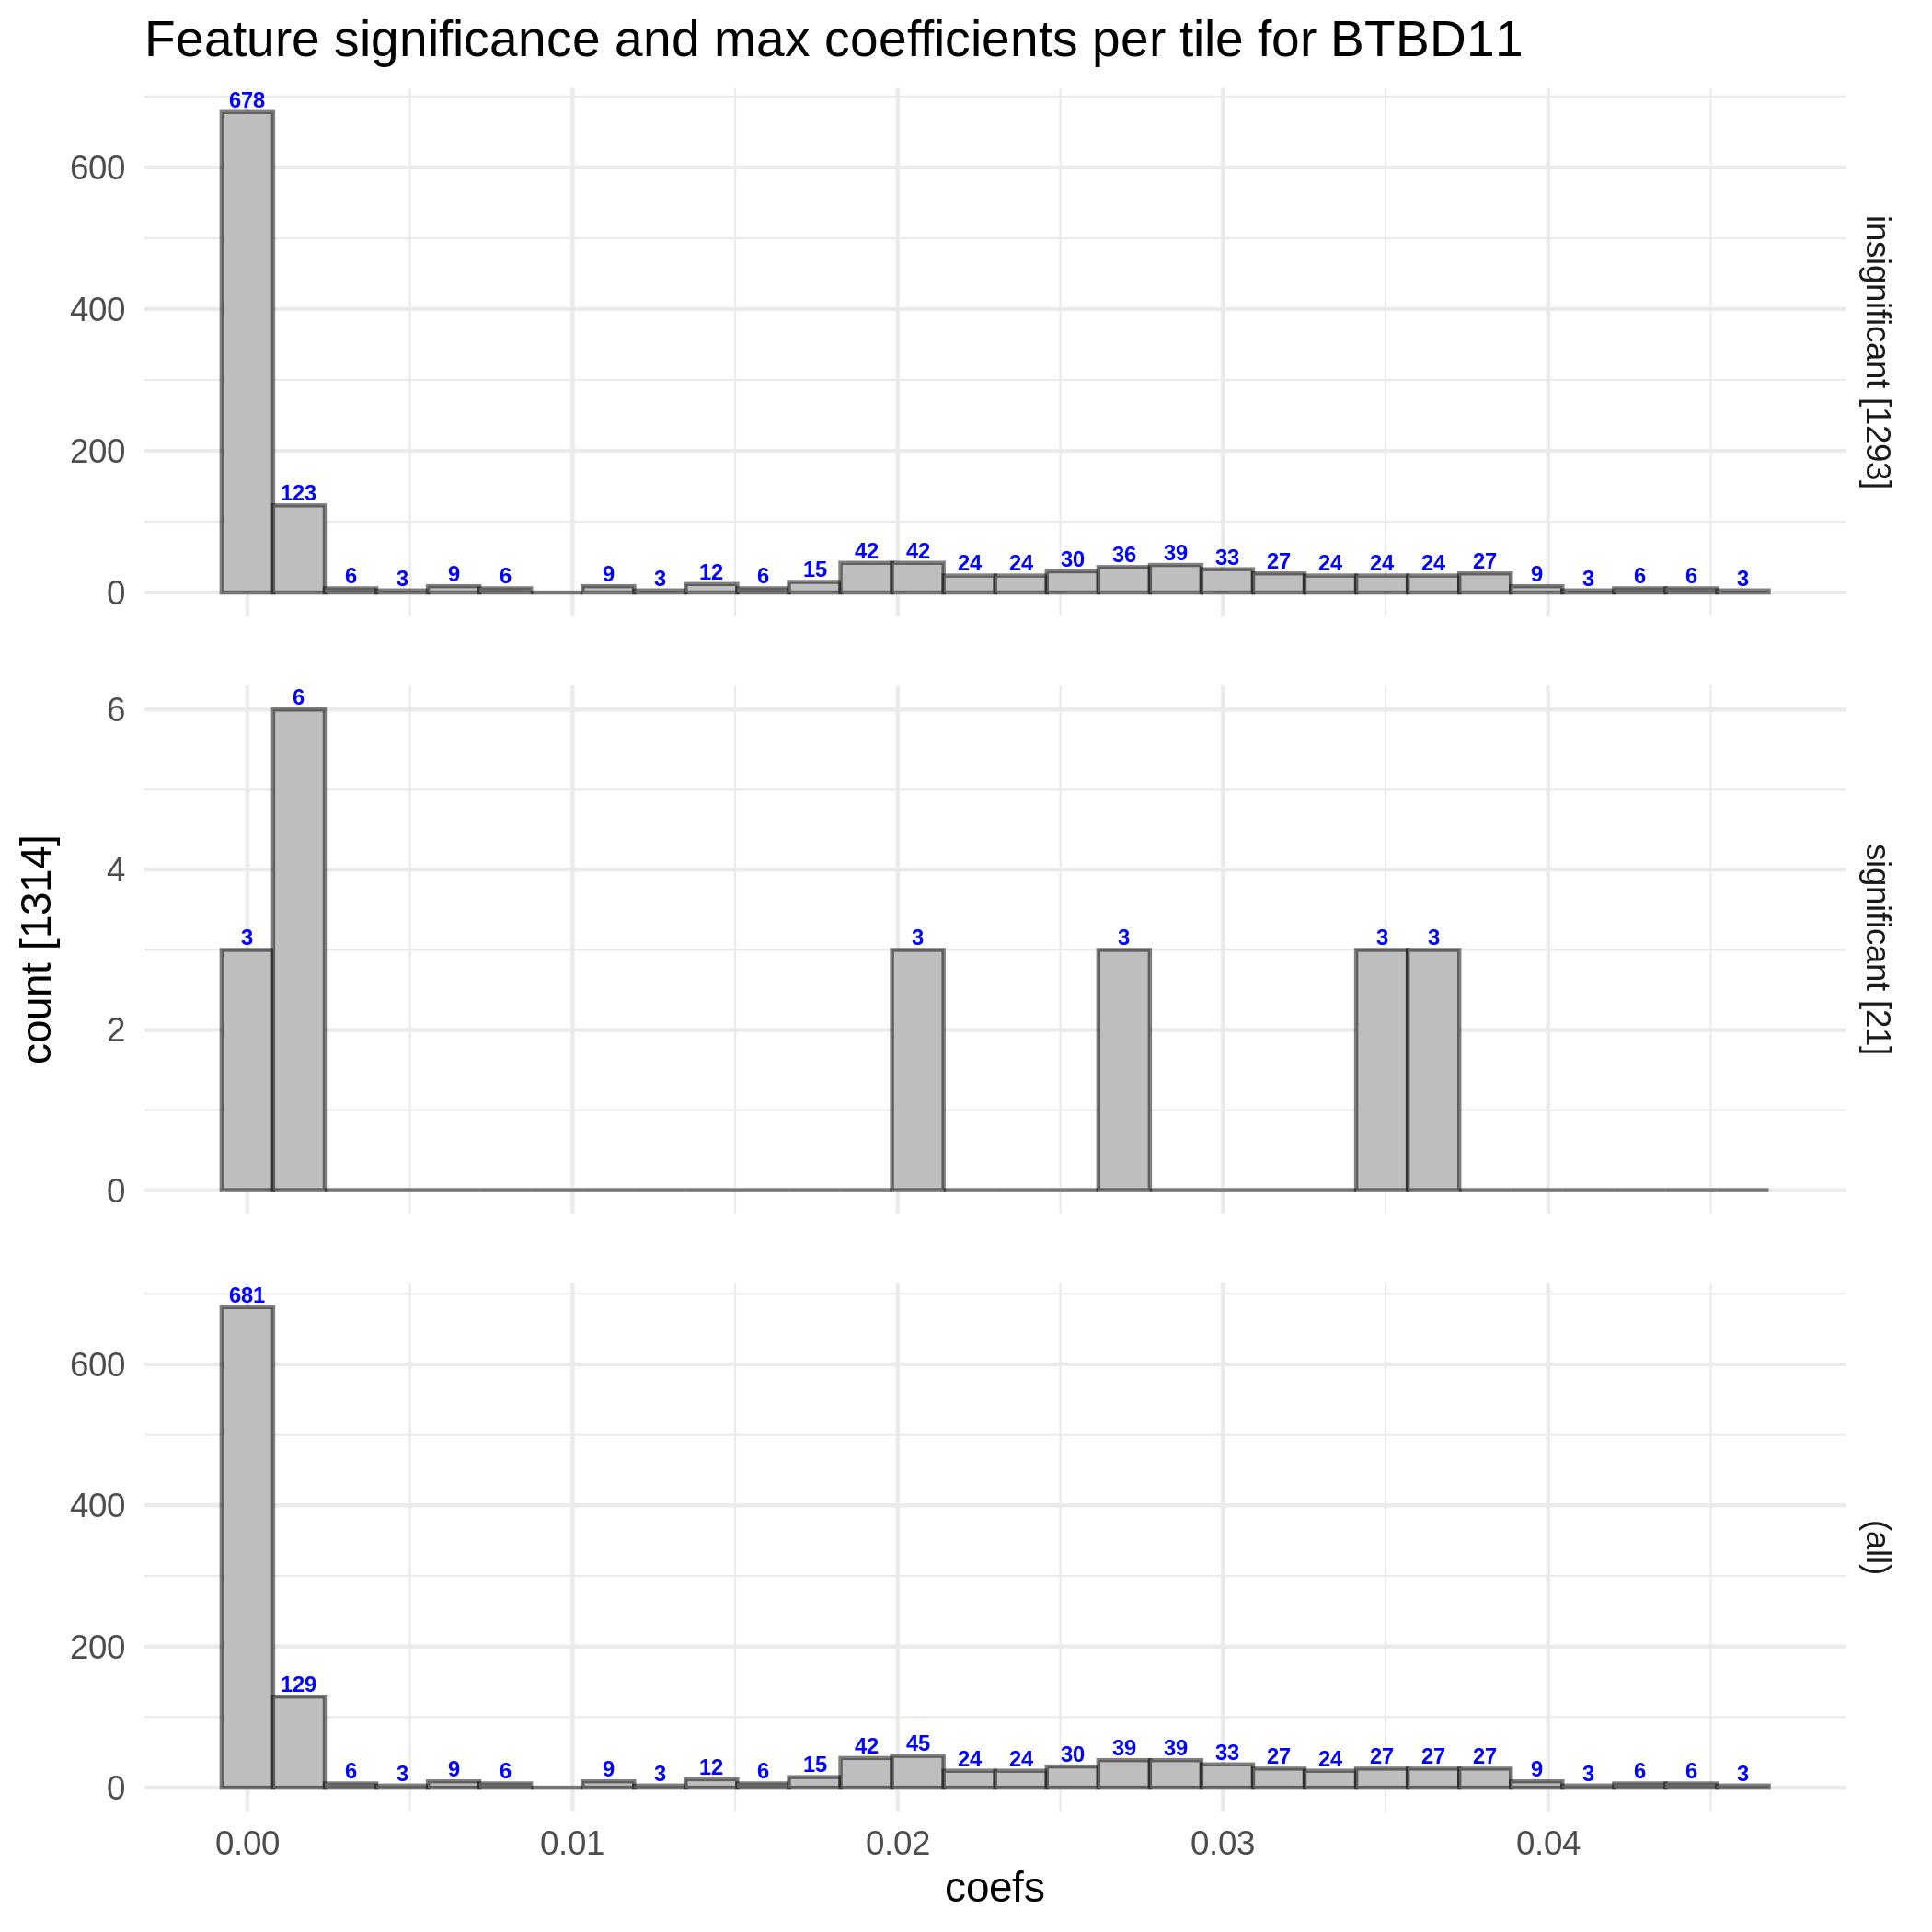 Feature significance and max coefficients per tile for BTBD11
678
600
400
200
123
6 3 9 6 9 3 12 6 15 42 42 24 24 30 36 39 33 27 24 24 24 27 9 3 6 6 3
0
insignificant [1293]
6
6
4
3 3 3 3 3
2
0
significant [21]
count [1314]
681
600
400
200
129
6 3 9 6 9 3 12 6 15 42 45 24 24 30 39 39 33 27 24 27 27 27 9 3 6 6 3
0
(all)
0.00 0.01 0.02 0.03 0.04
coefs